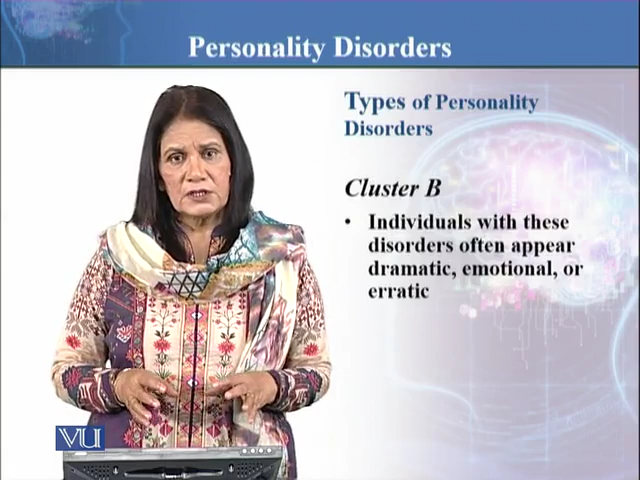 Personality Disorders
Types of Personality
Disorders
Cluster B
• Individuals with these
disorders often appear
dramatic, emotional, or
erratic
VU